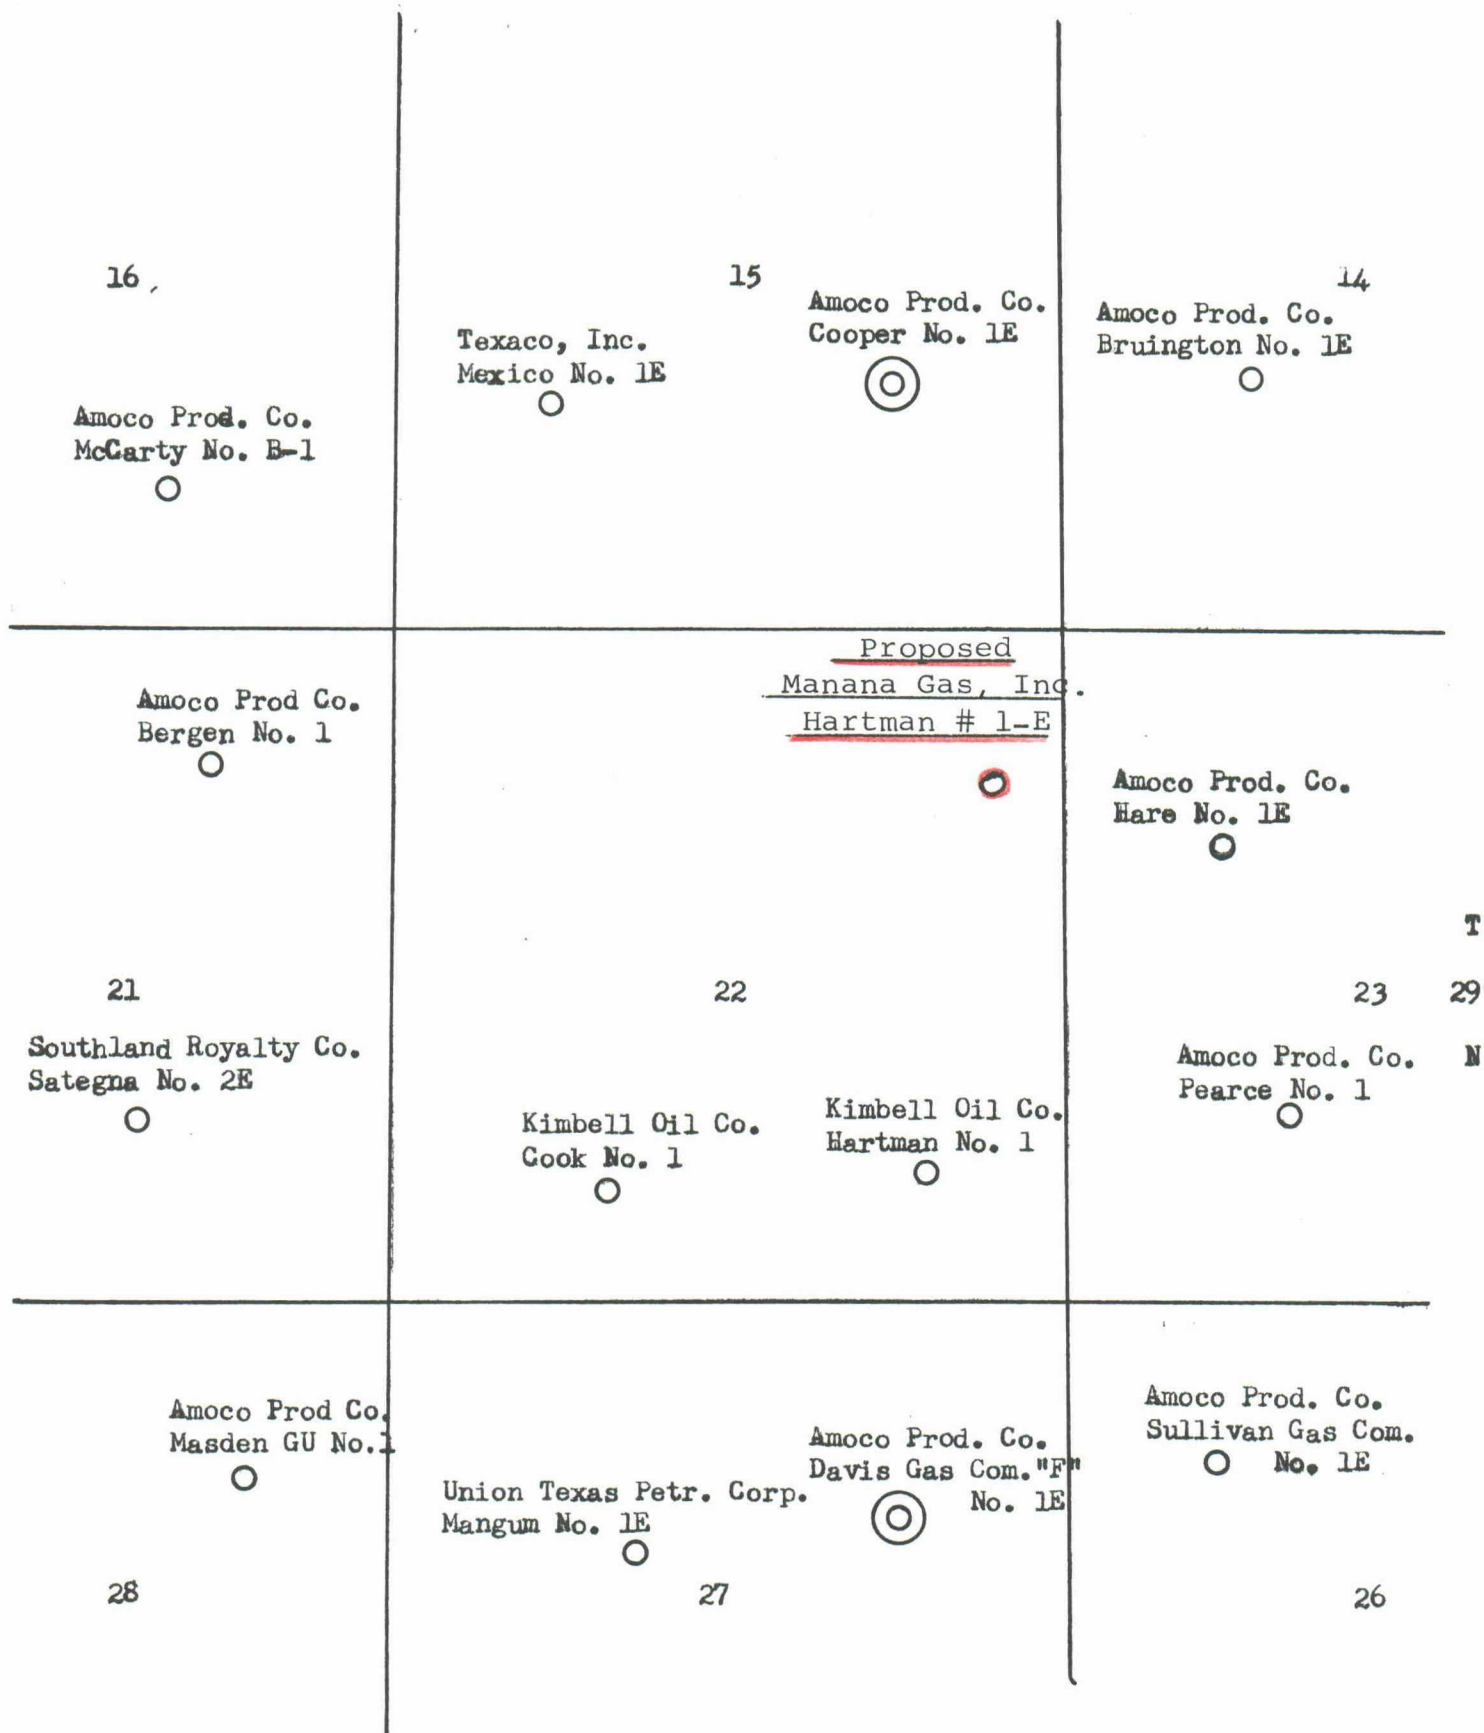 16
15
14
Amoco Prod. Co.
Cooper No. 1E
Amoco Prod. Co.
Bruington No. 1E
Texaco, Inc.
Mexico No. 1E
Amoco Prod. Co.
McCarty No. B-1
Proposed
Manana Gas, Inc.
Hartman # 1-E
Amoco Prod Co.
Bergen No. 1
Amoco Prod. Co.
Hare No. 1E
T
21
22
23
29
N
Southland Royalty Co.
Sategna No. 2E
Amoco Prod. Co.
Pearce No. 1
Kimbell Oil Co.
Cook No. 1
Kimbell Oil Co.
Hartman No. 1
Amoco Prod Co.
Masden GU No.1
Amoco Prod. Co.
Sullivan Gas Com.
No. 1E
Amoco Prod. Co.
Davis Gas Com."F"
No. 1E
Union Texas Petr. Corp.
Mangum No. 1E
28
27
26